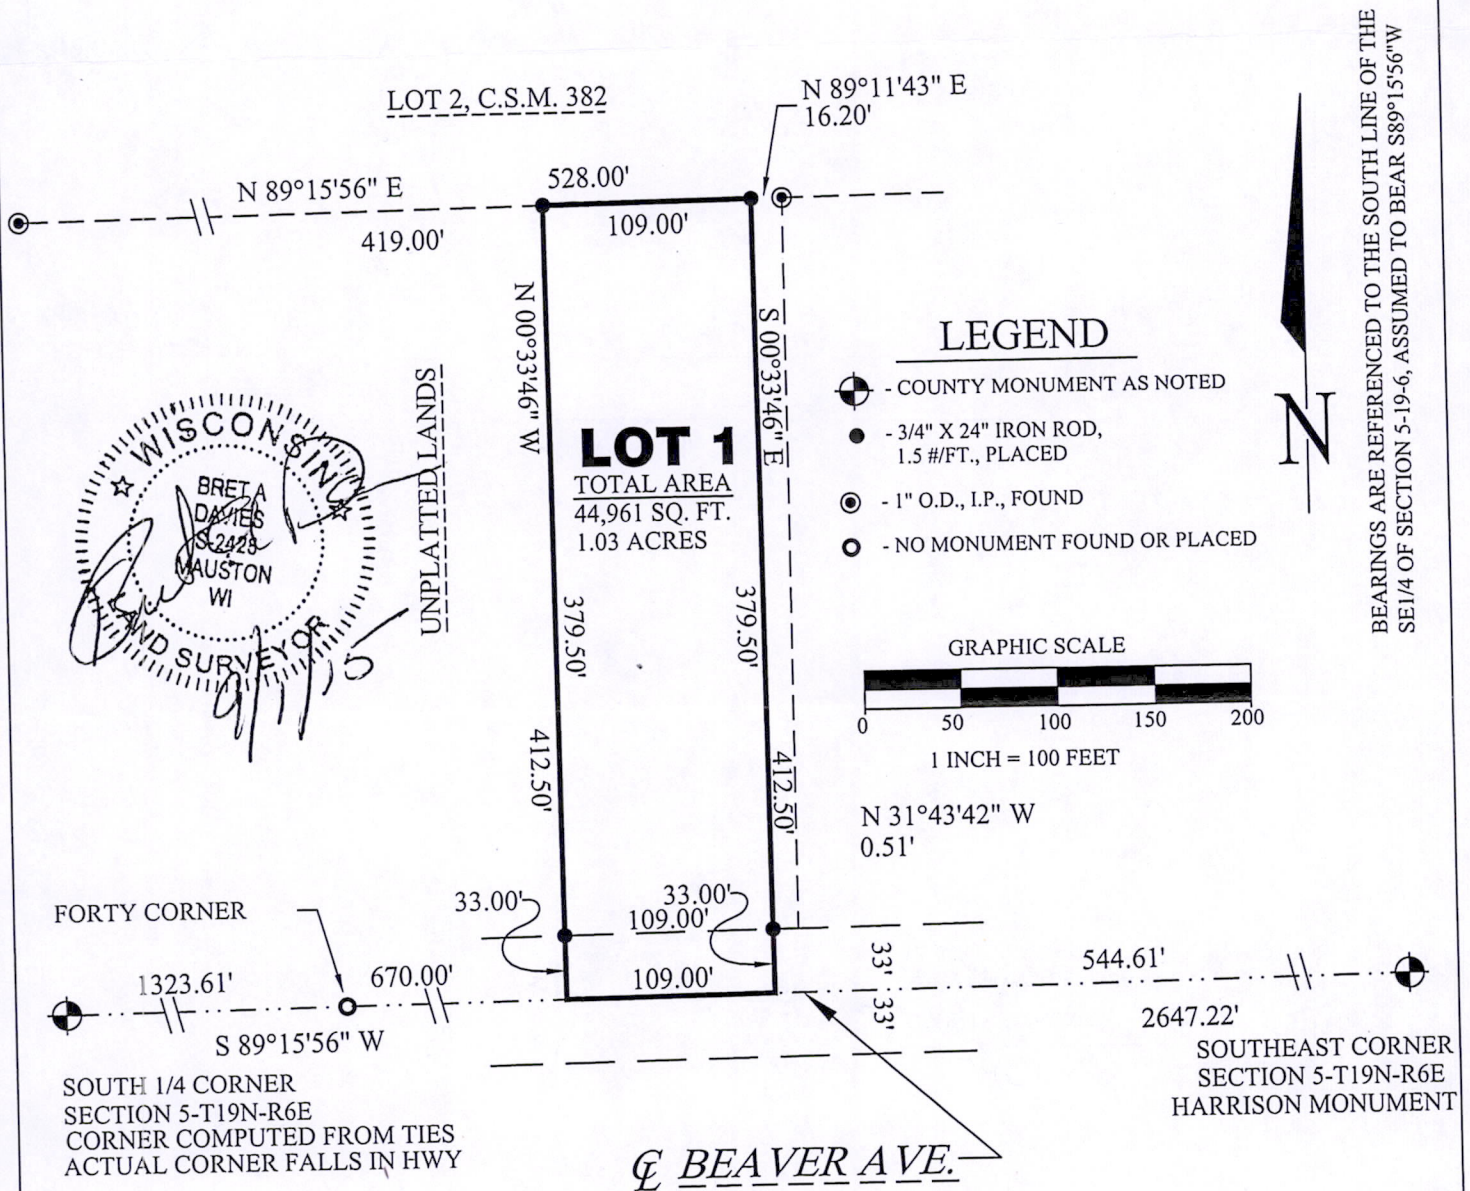 LOT 2, C.S.M. 382
N 89°11'43" E
16.20'
N 89°15'56" E
528.00'
419.00'
109.00'
N 00°33'46" W
S 00°33'46" E
UNPLATTED LANDS
LOT 1
TOTAL AREA
44,961 SQ. FT.
1.03 ACRES
379.50'
379.50'
412.50'
412.50'
WISCONSIN
BRET A
DAVIES
S-2425
MAUSTON
WI
LAND SURVEYOR
LEGEND
- COUNTY MONUMENT AS NOTED
- 3/4" X 24" IRON ROD,
1.5 #/FT., PLACED
- 1" O.D., I.P., FOUND
- NO MONUMENT FOUND OR PLACED
GRAPHIC SCALE
0 50 100 150 200
1 INCH = 100 FEET
N
BEARINGS ARE REFERENCED TO THE SOUTH LINE OF THE
SE1/4 OF SECTION 5-19-6, ASSUMED TO BEAR S89°15'56"W
N 31°43'42" W
0.51'
FORTY CORNER
33.00'
33.00'
109.00'
1323.61'
670.00'
109.00'
33'
33'
544.61'
S 89°15'56" W
2647.22'
SOUTH 1/4 CORNER
SECTION 5-T19N-R6E
CORNER COMPUTED FROM TIES
ACTUAL CORNER FALLS IN HWY
SOUTHEAST CORNER
SECTION 5-T19N-R6E
HARRISON MONUMENT
℄ BEAVER AVE.